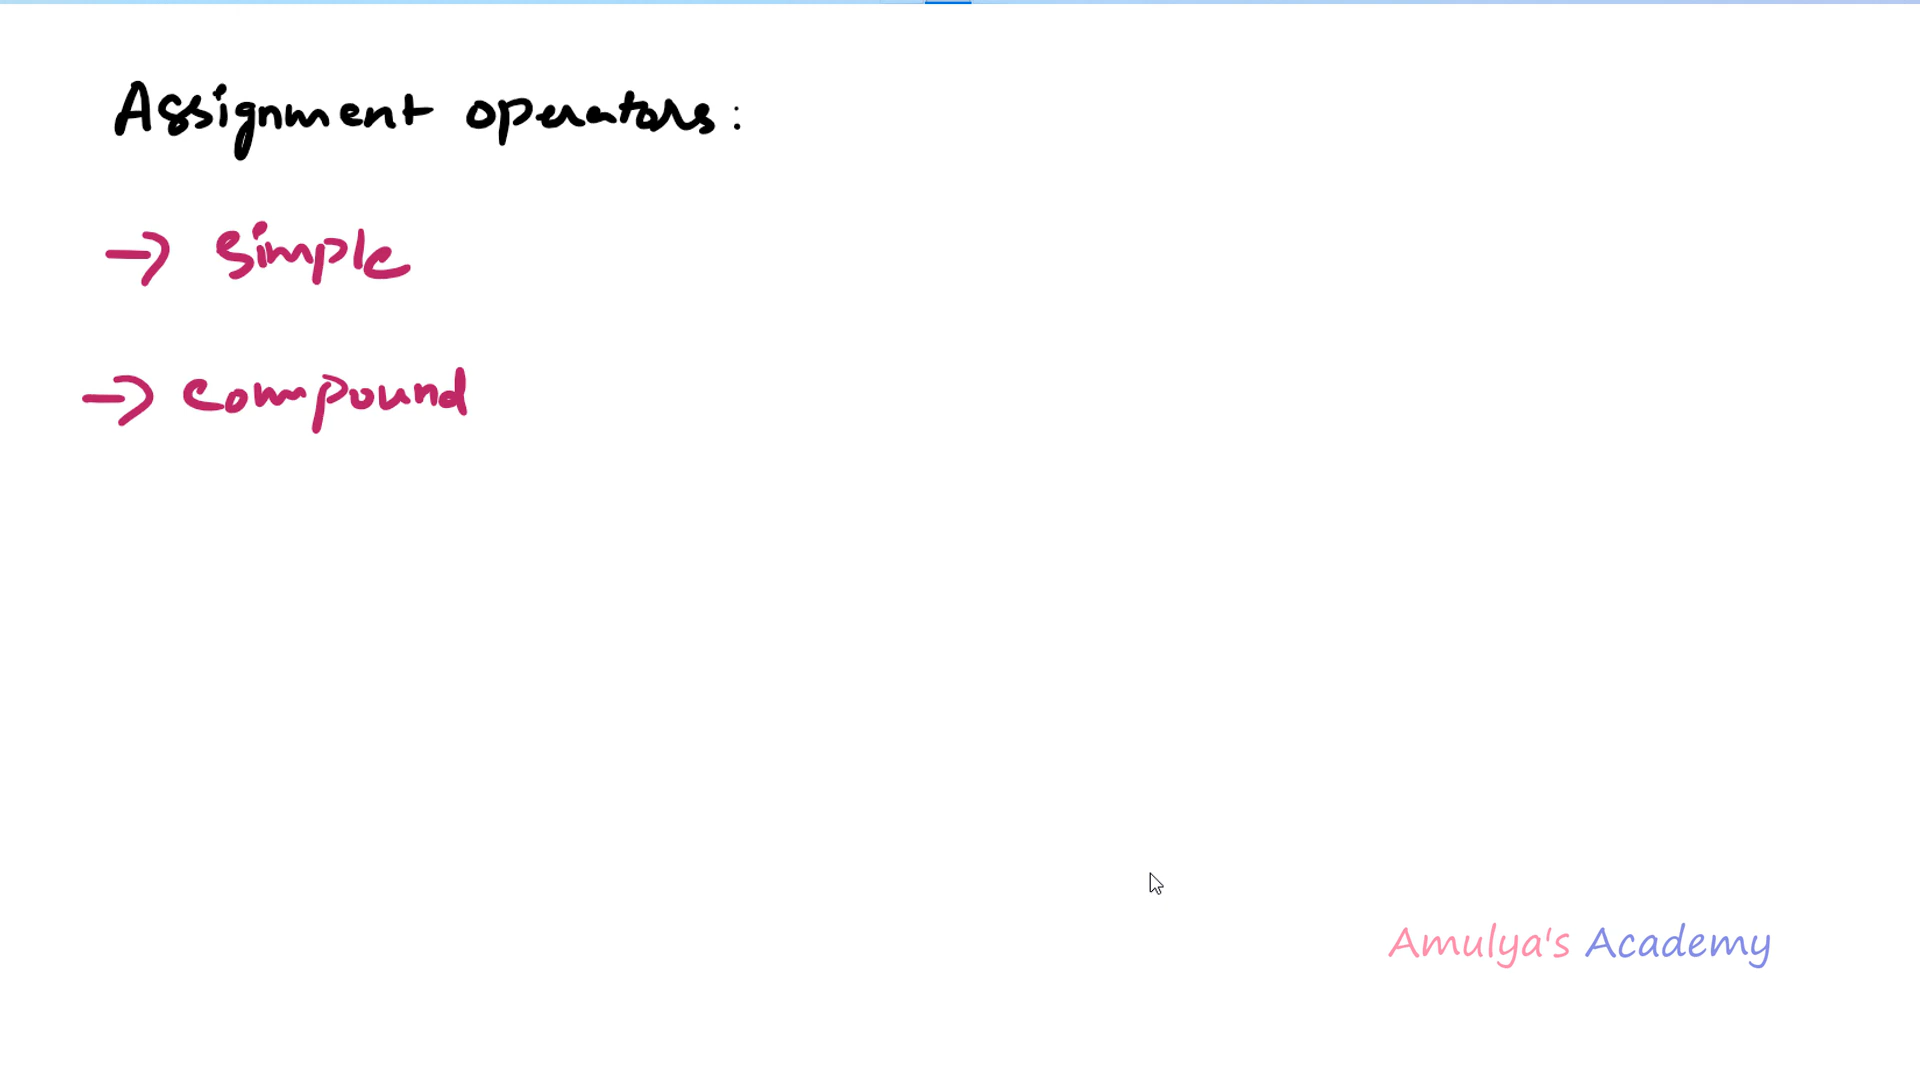 Assignment operators:
→ Simple
→ compound
Amulya's Academy